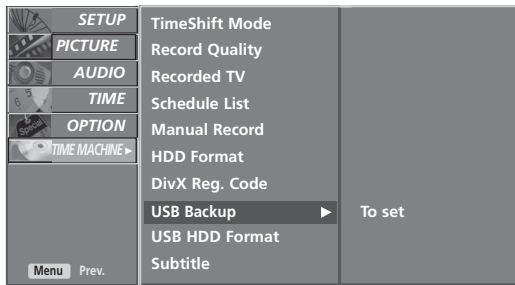 SETUP
PICTURE
AUDIO
TIME
OPTION
TIME MACHINE ►
Menu Prev.
TimeShift Mode
Record Quality
Recorded TV
Schedule List
Manual Record
HDD Format
DivX Reg. Code
USB Backup ► To set
USB HDD Format
Subtitle
Special